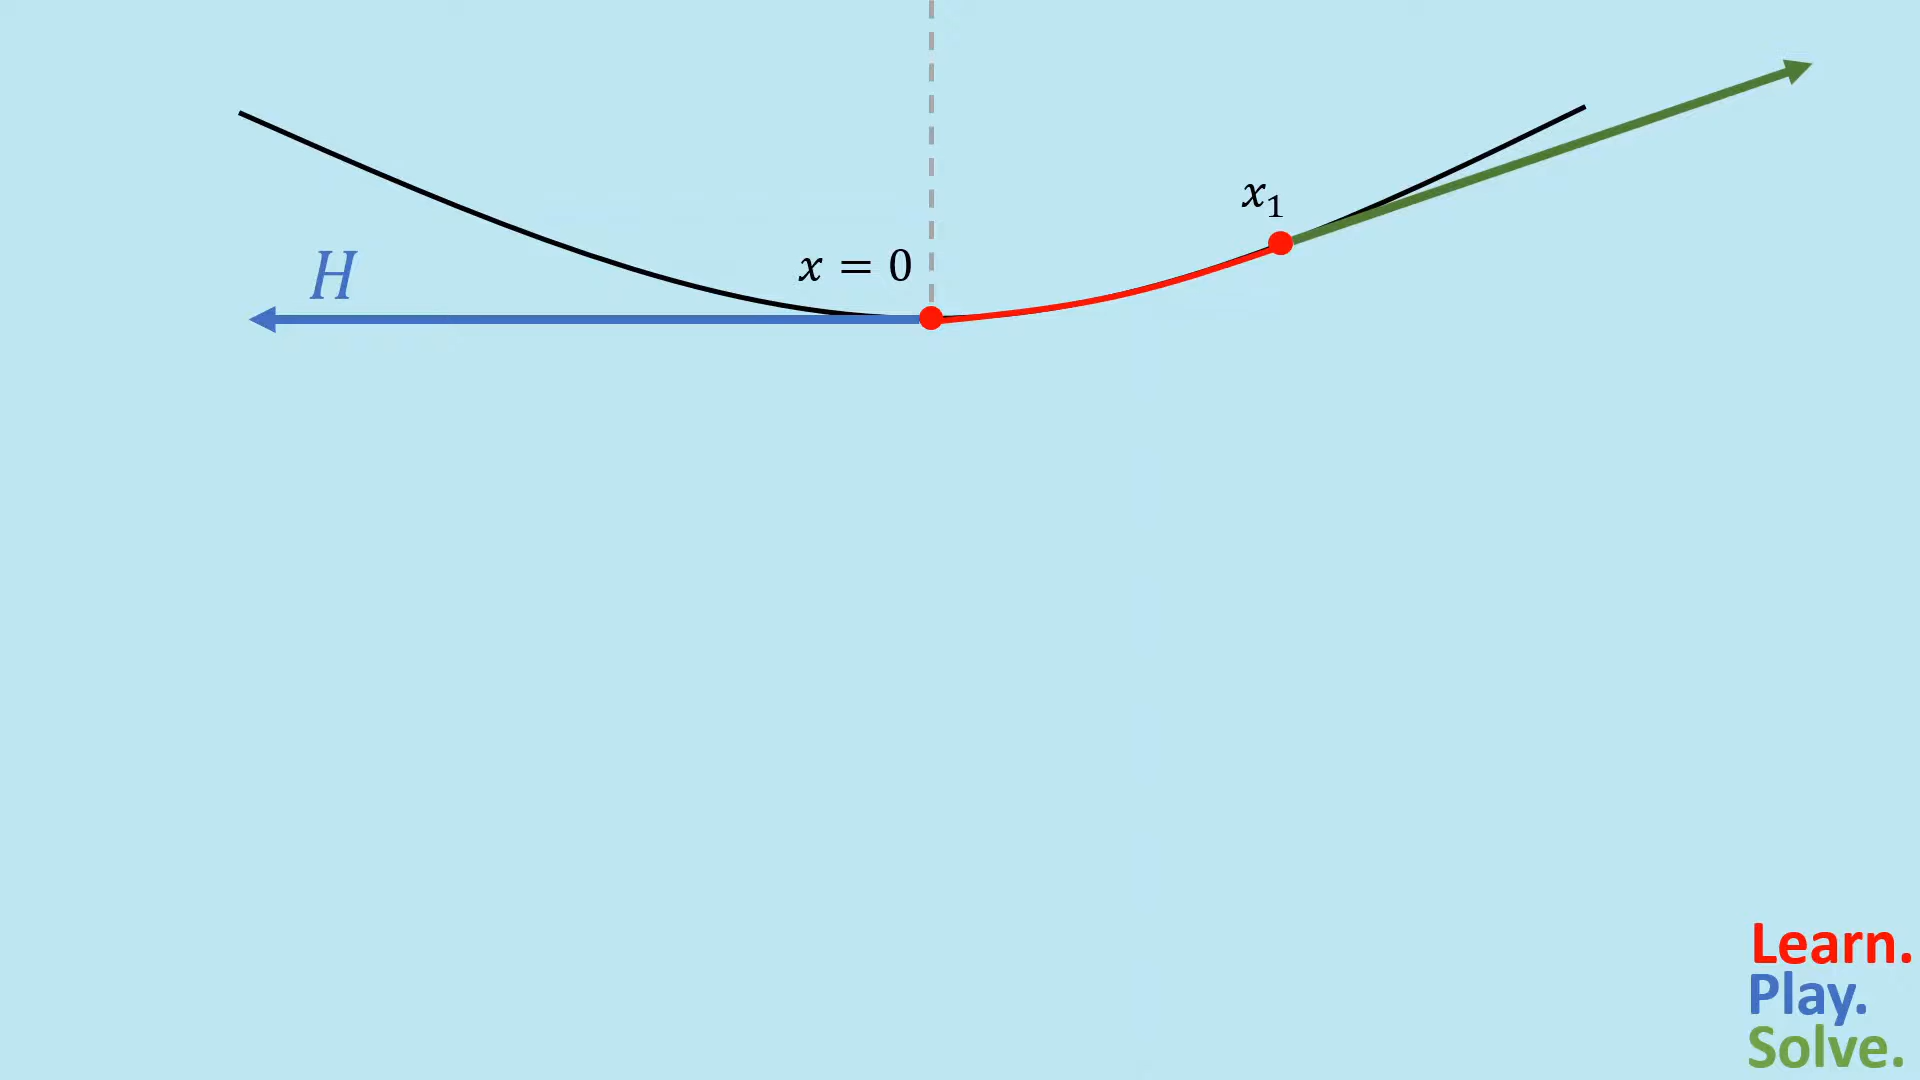 x₁
x = 0
H
Learn.
Play.
Solve.